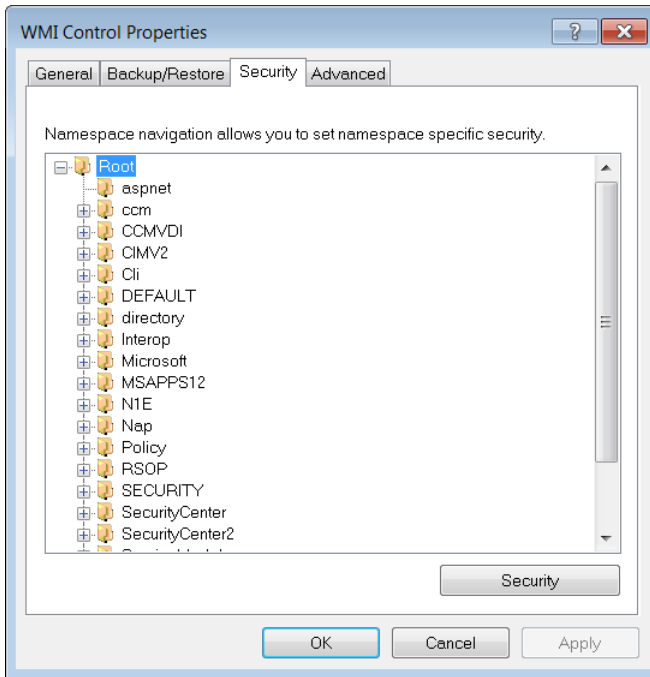 WMI Control Properties
General Backup/Restore Security Advanced
Namespace navigation allows you to set namespace specific security.
Root
aspnet
ccm
CCMVDI
CIMV2
Cli
DEFAULT
directory
Interop
Microsoft
MSAPPS12
N1E
Nap
Policy
RSOP
SECURITY
SecurityCenter
SecurityCenter2
Security
OK Cancel Apply